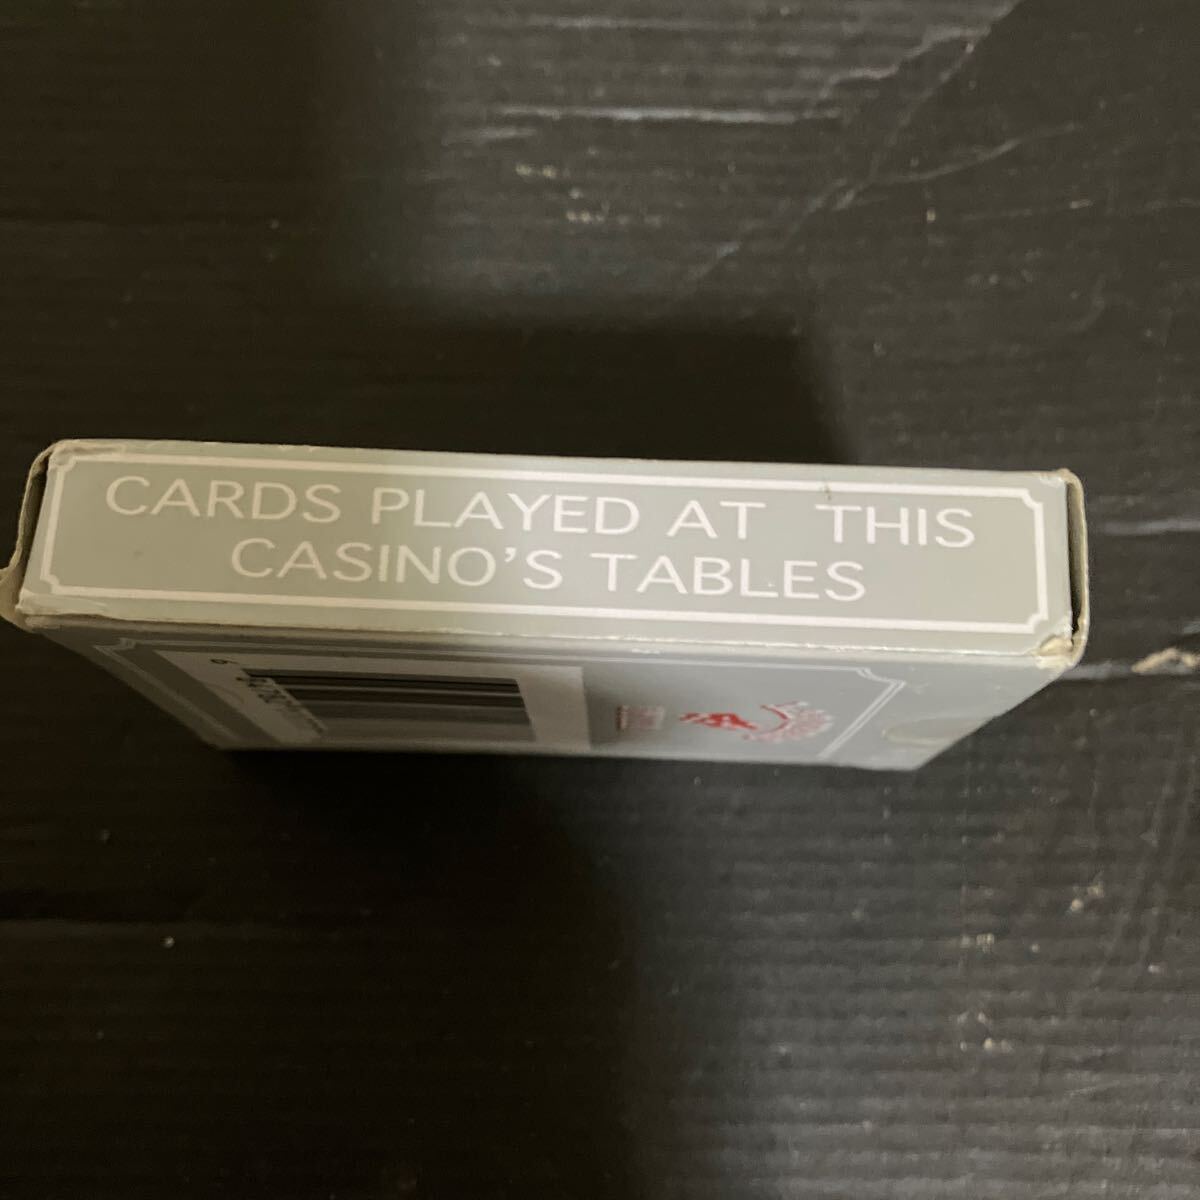 CARDS PLAYED AT THIS
CASINO'S TABLES